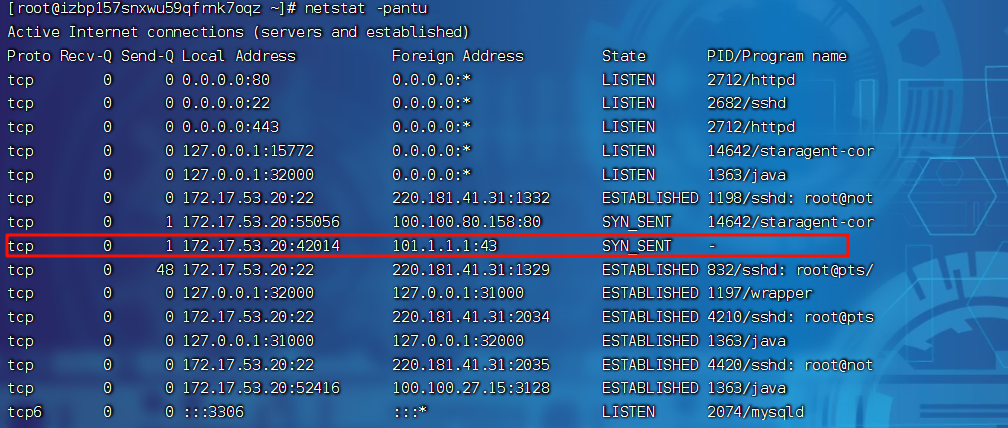 [root@izbp157snxwu59qfrnk7oqz ~]# netstat -pantu
Active Internet connections (servers and established)
Proto Recv-Q Send-Q Local Address Foreign Address State PID/Program name
tcp 0 0 0.0.0.0:80 0.0.0.0:* LISTEN 2712/httpd
tcp 0 0 0.0.0.0:22 0.0.0.0:* LISTEN 2682/sshd
tcp 0 0 0.0.0.0:443 0.0.0.0:* LISTEN 2712/httpd
tcp 0 0 127.0.0.1:15772 0.0.0.0:* LISTEN 14642/staragent-cor
tcp 0 0 127.0.0.1:32000 0.0.0.0:* LISTEN 1363/java
tcp 0 0 172.17.53.20:22 220.181.41.31:1332 ESTABLISHED 1198/sshd: root@not
tcp 0 1 172.17.53.20:55056 100.100.80.158:80 SYN_SENT 14642/staragent-cor
tcp 0 1 172.17.53.20:42014 101.1.1.1:43 SYN_SENT -
tcp 0 48 172.17.53.20:22 220.181.41.31:1329 ESTABLISHED 832/sshd: root@pts/
tcp 0 0 127.0.0.1:32000 127.0.0.1:31000 ESTABLISHED 1197/wrapper
tcp 0 0 172.17.53.20:22 220.181.41.31:2034 ESTABLISHED 4210/sshd: root@pts
tcp 0 0 127.0.0.1:31000 127.0.0.1:32000 ESTABLISHED 1363/java
tcp 0 0 172.17.53.20:22 220.181.41.31:2035 ESTABLISHED 4420/sshd: root@not
tcp 0 0 172.17.53.20:52416 100.100.27.15:3128 ESTABLISHED 1363/java
tcp6 0 0 :::3306 :::* LISTEN 2074/mysqld